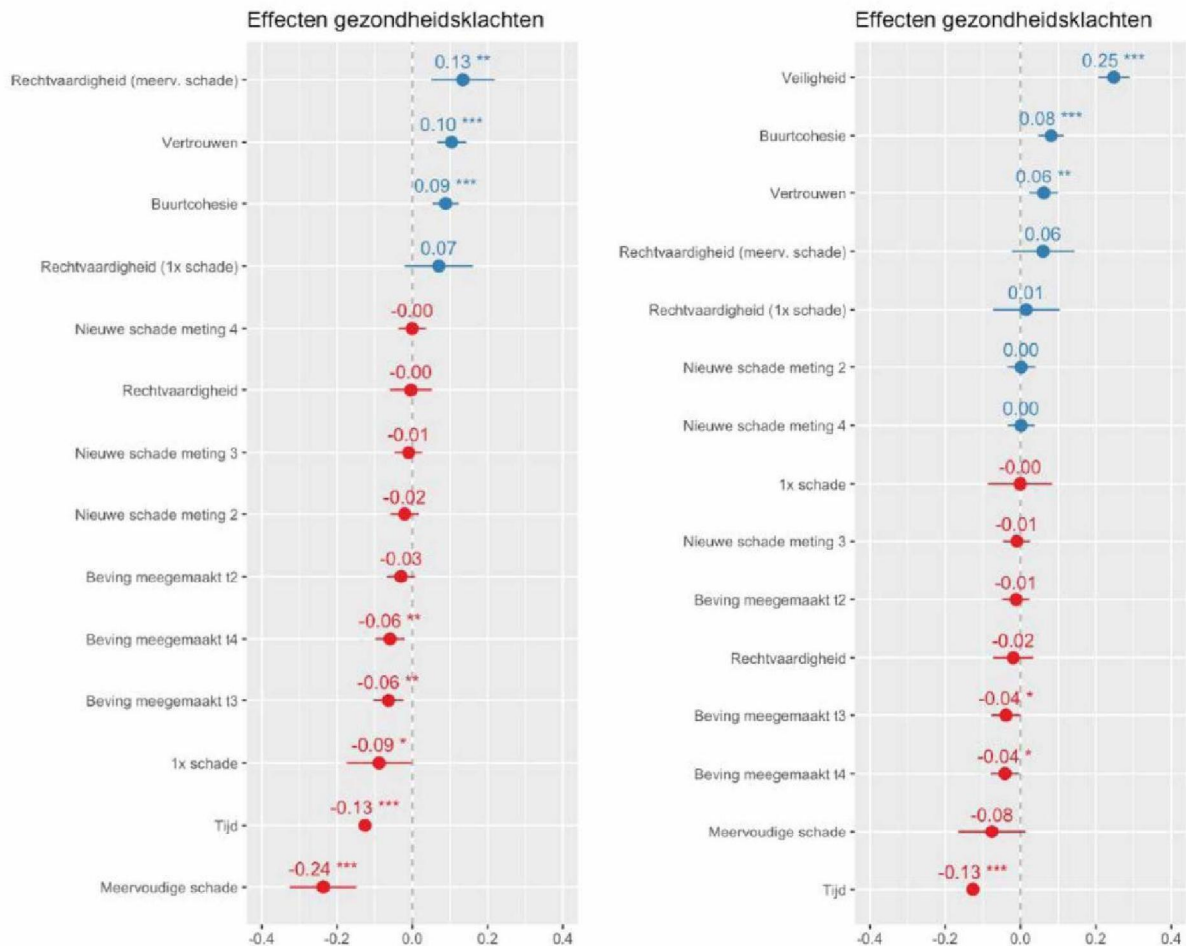 Effecten gezondheidsklachten
Rechtvaardigheid (meerv. schade)
0.13 **
Vertrouwen
0.10 ***
Buurtcohesie
0.09 ***
Rechtvaardigheid (1x schade)
0.07
Nieuwe schade meting 4
-0.00
Rechtvaardigheid
-0.00
Nieuwe schade meting 3
-0.01
Nieuwe schade meting 2
-0.02
Beving meegemaakt t2
-0.03
Beving meegemaakt t4
-0.06 **
Beving meegemaakt t3
-0.06 **
1x schade
-0.09 *
Tijd
-0.13 ***
Meervoudige schade
-0.24 ***
-0.4 -0.2 0.0 0.2 0.4
Effecten gezondheidsklachten
Veiligheid
0.25 ***
Buurtcohesie
0.08 ***
Vertrouwen
0.06 **
Rechtvaardigheid (meerv. schade)
0.06
Rechtvaardigheid (1x schade)
0.01
Nieuwe schade meting 2
0.00
Nieuwe schade meting 4
0.00
1x schade
-0.00
Nieuwe schade meting 3
-0.01
Beving meegemaakt t2
-0.01
Rechtvaardigheid
-0.02
Beving meegemaakt t3
-0.04 *
Beving meegemaakt t4
-0.04 *
Meervoudige schade
-0.08
Tijd
-0.13 ***
-0.4 -0.2 0.0 0.2 0.4